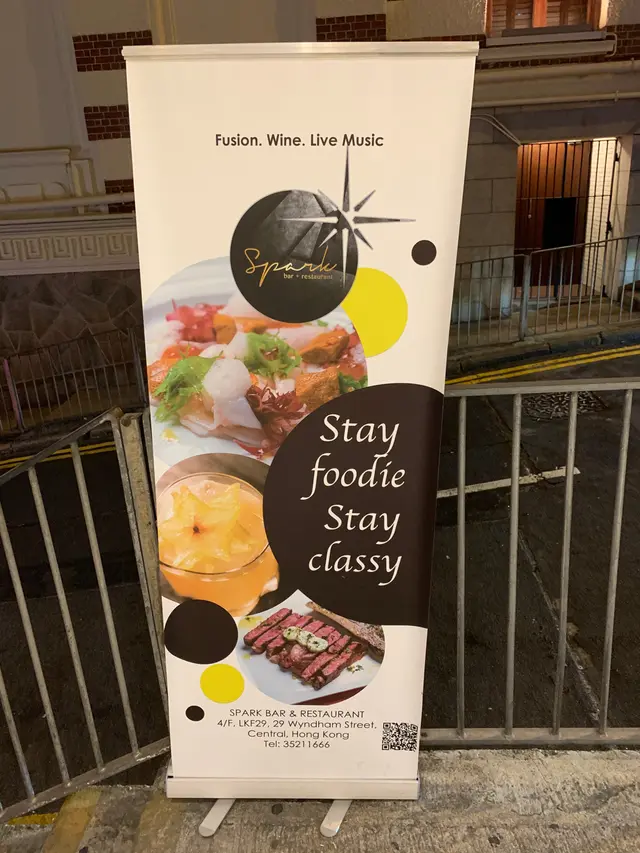 Fusion. Wine. Live Music
Spark
bar + restaurant
Stay
foodie
Stay
classy
SPARK BAR & RESTAURANT
4/F, LKF29, 29 Wyndham Street,
Central, Hong Kong
Tel: 35211666